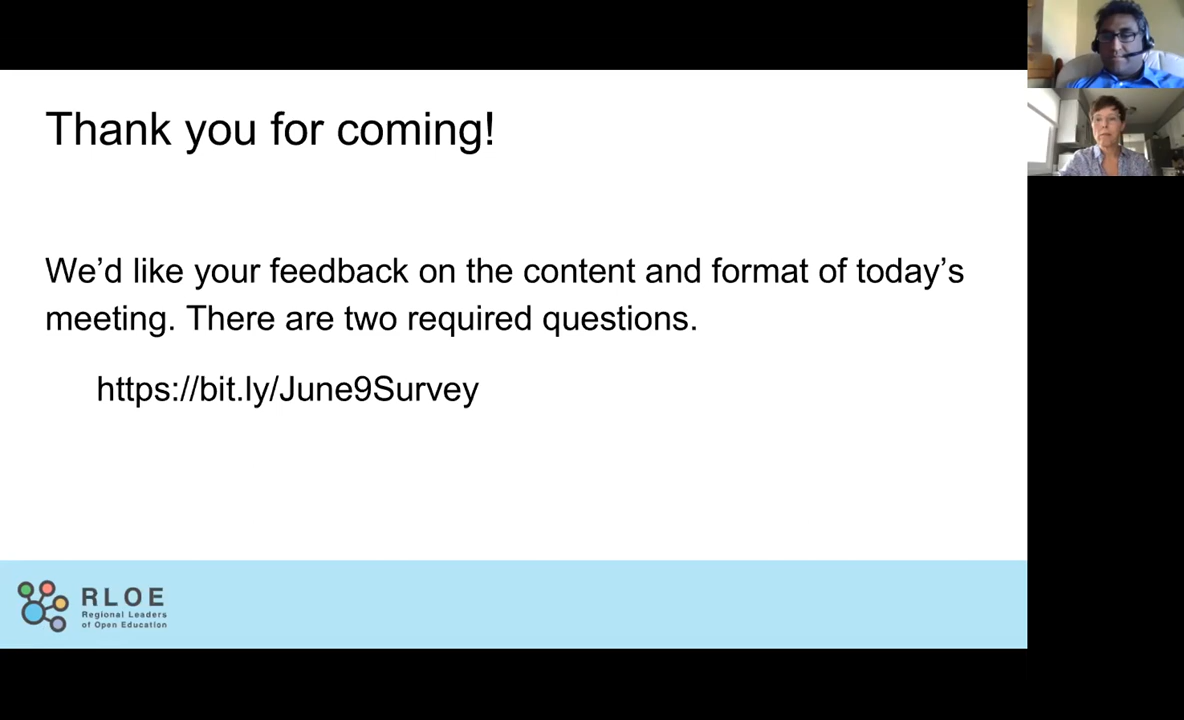 Thank you for coming!
We’d like your feedback on the content and format of today’s
meeting. There are two required questions.
https://bit.ly/June9Survey
RLOE
Regional Leaders
of Open Education